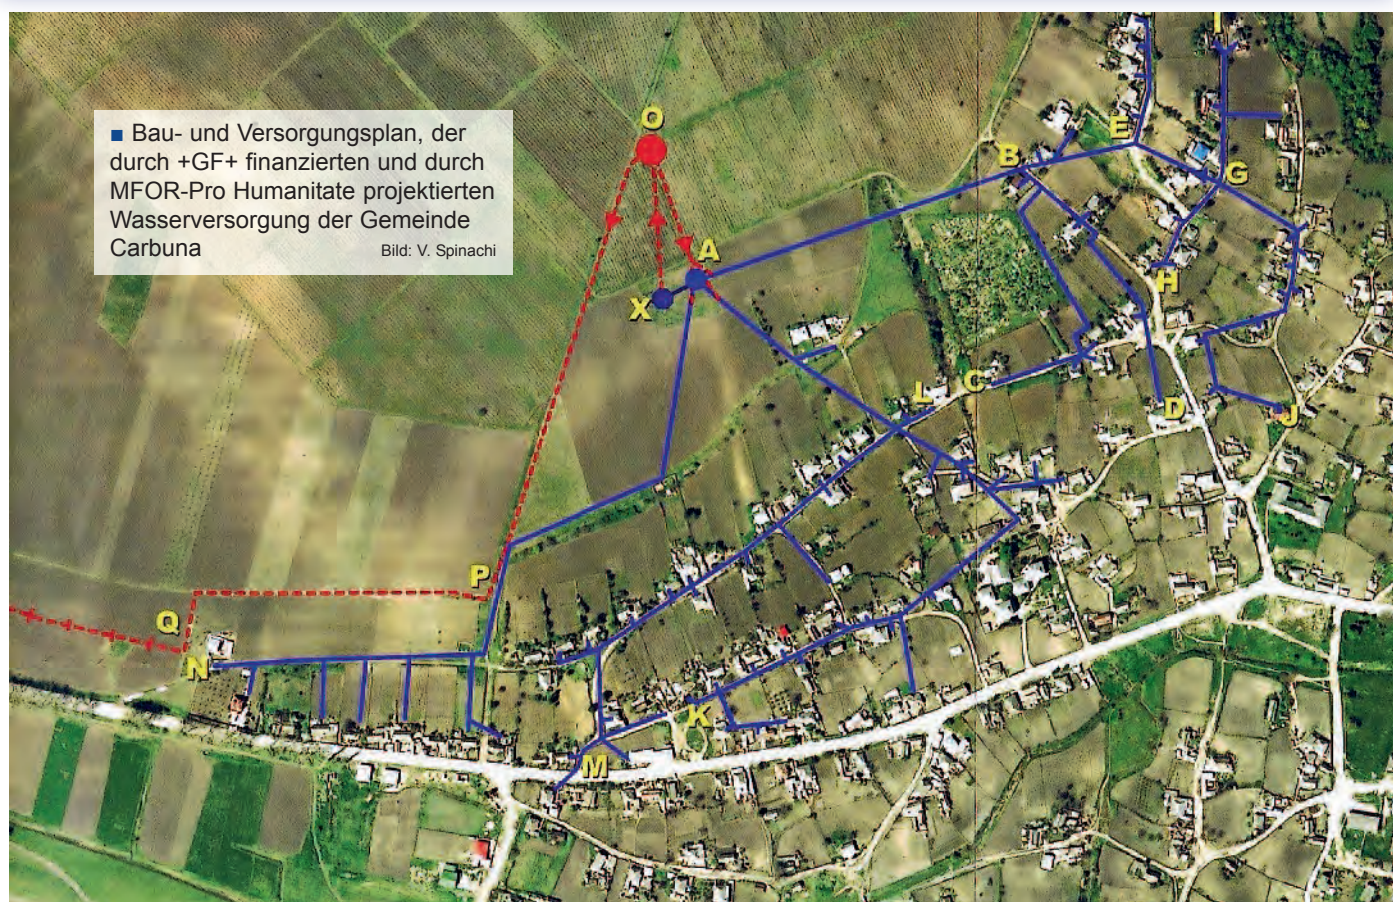 ■ Bau- und Versorgungsplan, der
durch +GF+ finanzierten und durch
MFOR-Pro Humanitate projektierten
Wasserversorgung der Gemeinde
Carbuna Bild: V. Spinachi
O
E
B
G
A
X
H
L
C
D
J
P
Q
N
K
M